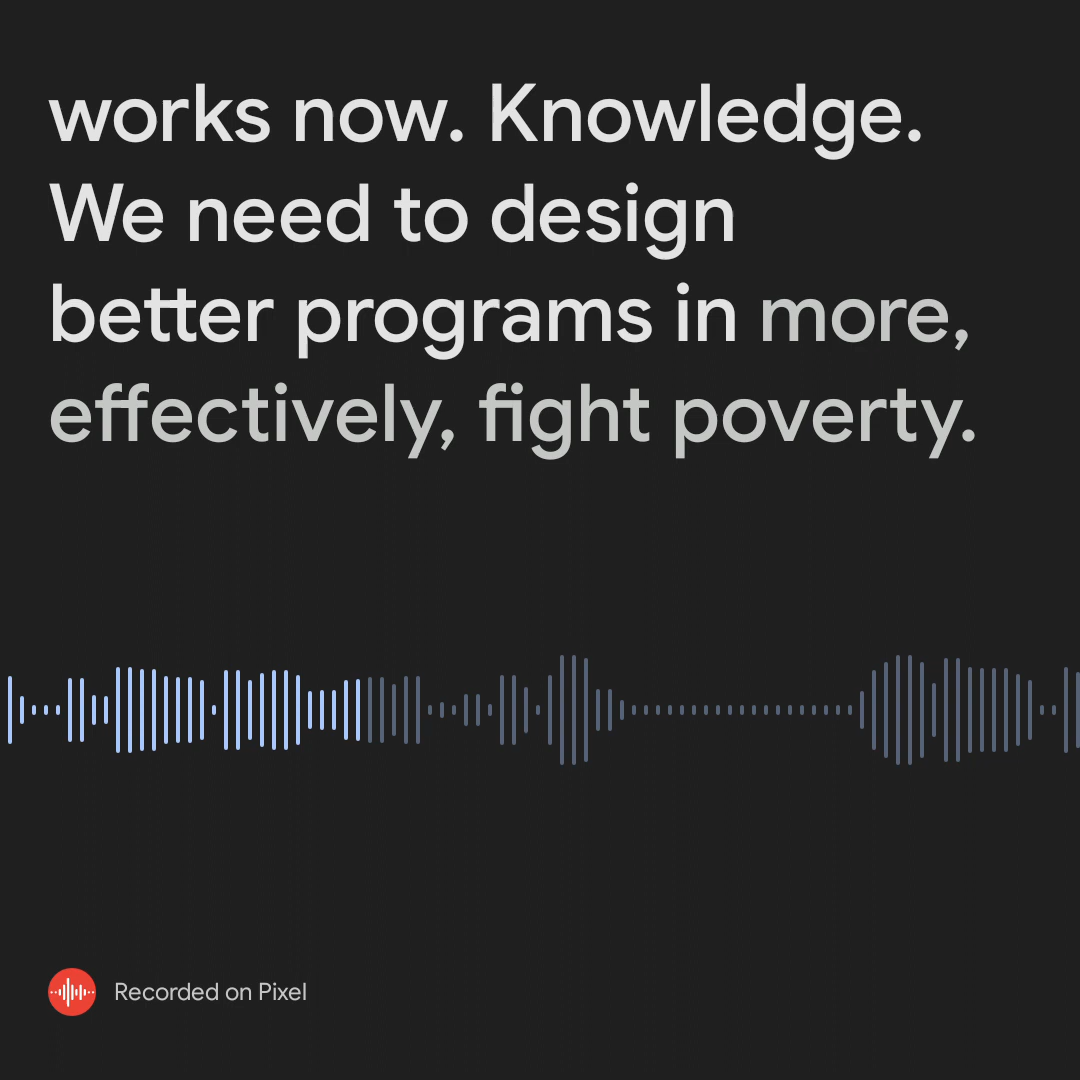 works now. Knowledge.
We need to design
better programs in more,
effectively, fight poverty.
Recorded on Pixel